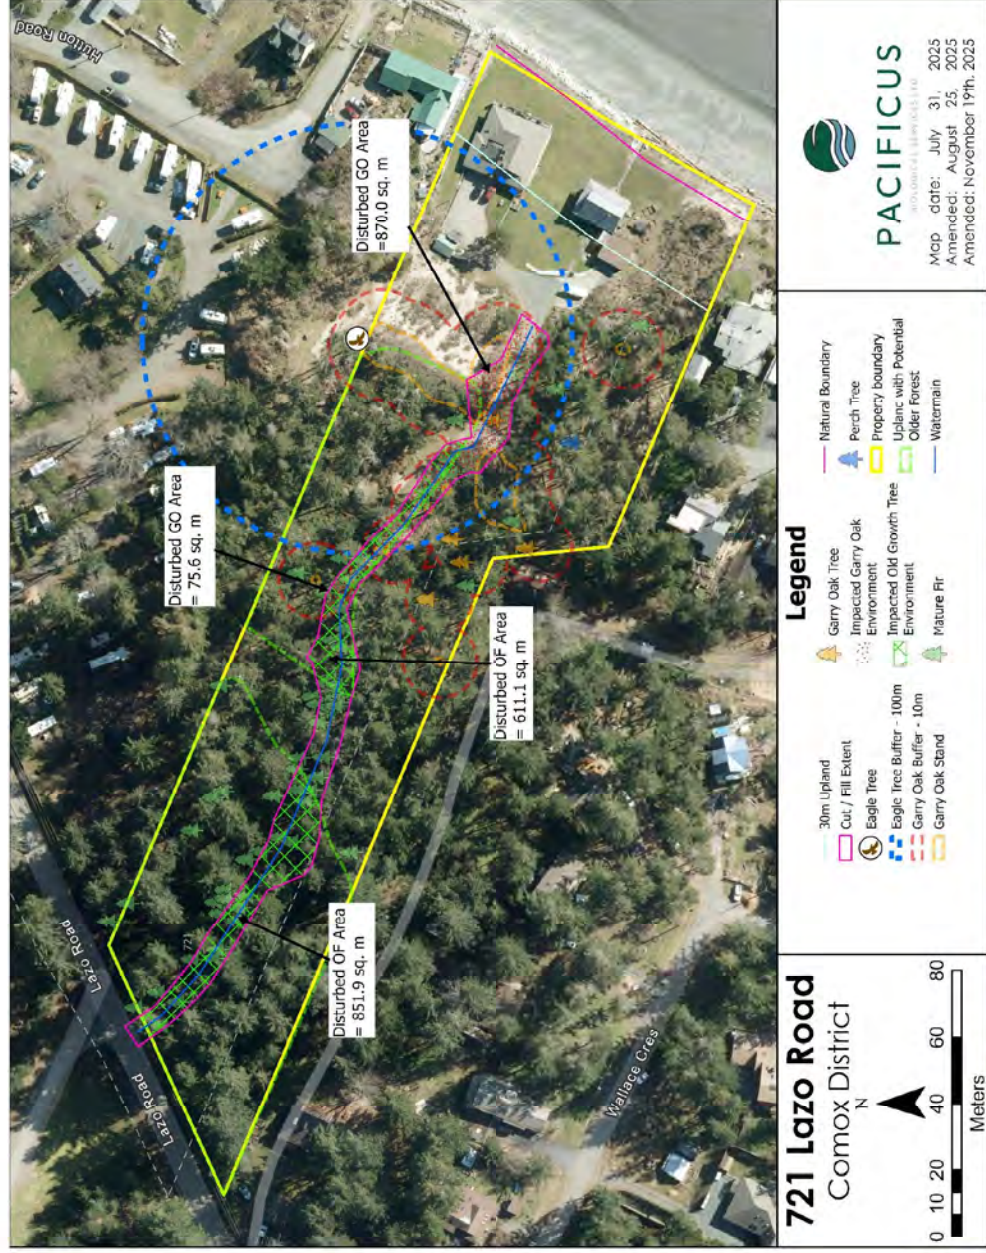 Hutton Road
Disturbed GO Area
=870.0 sq. m
Disturbed GO Area
= 75.6 sq. m
Disturbed OF Area
= 611.1 sq. m
Disturbed OF Area
= 851.9 sq. m
Lazo Road
Lazo Road
721
Wallace Cres
721 Lazo Road
Comox District
N
0 10 20 40 60 80
Meters
Legend
30m Upland
Cut / Fill Extent
Eagle Tree
Eagle Tree Buffer - 100m
Garry Oak Buffer - 10m
Garry Oak Stand
Garry Oak Tree
Impacted Garry Oak
Environment
Impacted Old Growth Tree
Environment
Mature Fir
Natural Boundary
Perch Tree
Property boundary
Uplanc with Potential
Older Forest
Watermain
PACIFICUS
BIOLOGICAL SERVICES LTD
Map date: July 31, 2025
Amended: August 25, 2025
Amended: November 19th, 2025